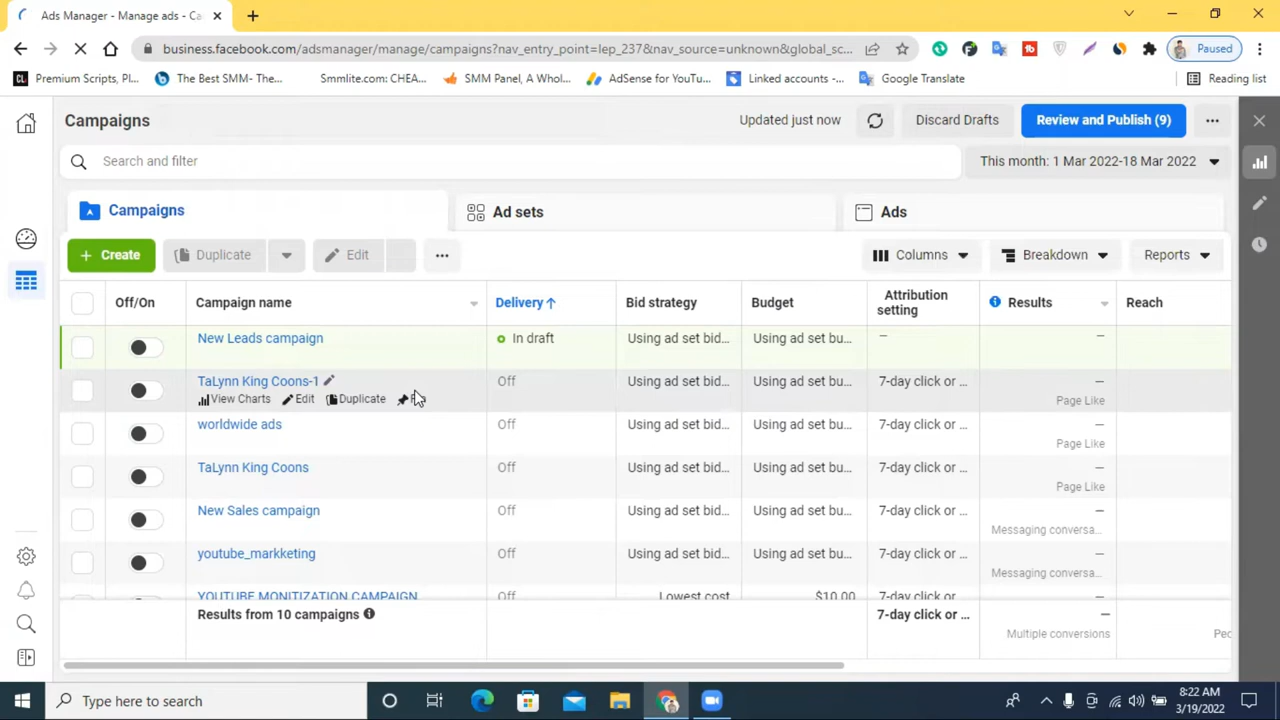 Ads Manager - Manage ads - Ca
business.facebook.com/adsmanager/manage/campaigns?nav_entry_point=lep_237&nav_source=unknown&global_sc...
Paused
Premium Scripts, Pl...
The Best SMM- The...
Smmlite.com: CHEA...
SMM Panel, A Whol...
AdSense for YouTu...
Linked accounts -...
Google Translate
Reading list
Campaigns
Updated just now
Discard Drafts
Review and Publish (9)
Search and filter
This month: 1 Mar 2022-18 Mar 2022
Campaigns
Ad sets
Ads
+ Create
Duplicate
Edit
Columns
Breakdown
Reports
Off/On
Campaign name
Delivery ↑
Bid strategy
Budget
Attribution setting
Results
Reach
New Leads campaign
In draft
Using ad set bid...
Using ad set bu...
—
—
TaLynn King Coons-1
Off
Using ad set bid...
Using ad set bu...
7-day click or ...
—
View Charts
Edit
Duplicate
Page Like
worldwide ads
Off
Using ad set bid...
Using ad set bu...
7-day click or ...
—
Page Like
TaLynn King Coons
Off
Using ad set bid...
Using ad set bu...
7-day click or ...
—
Page Like
New Sales campaign
Off
Using ad set bid...
Using ad set bu...
7-day click or ...
—
Messaging conversa...
youtube_markketing
Off
Using ad set bid...
Using ad set bu...
7-day click or ...
—
Messaging conversa...
YOUTUBE MONITIZATION CAMPAIGN
Off
Lowest cost
$10.00
7-day click or ...
—
Results from 10 campaigns
7-day click or ...
—
Multiple conversions
Type here to search
8:22 AM
3/19/2022